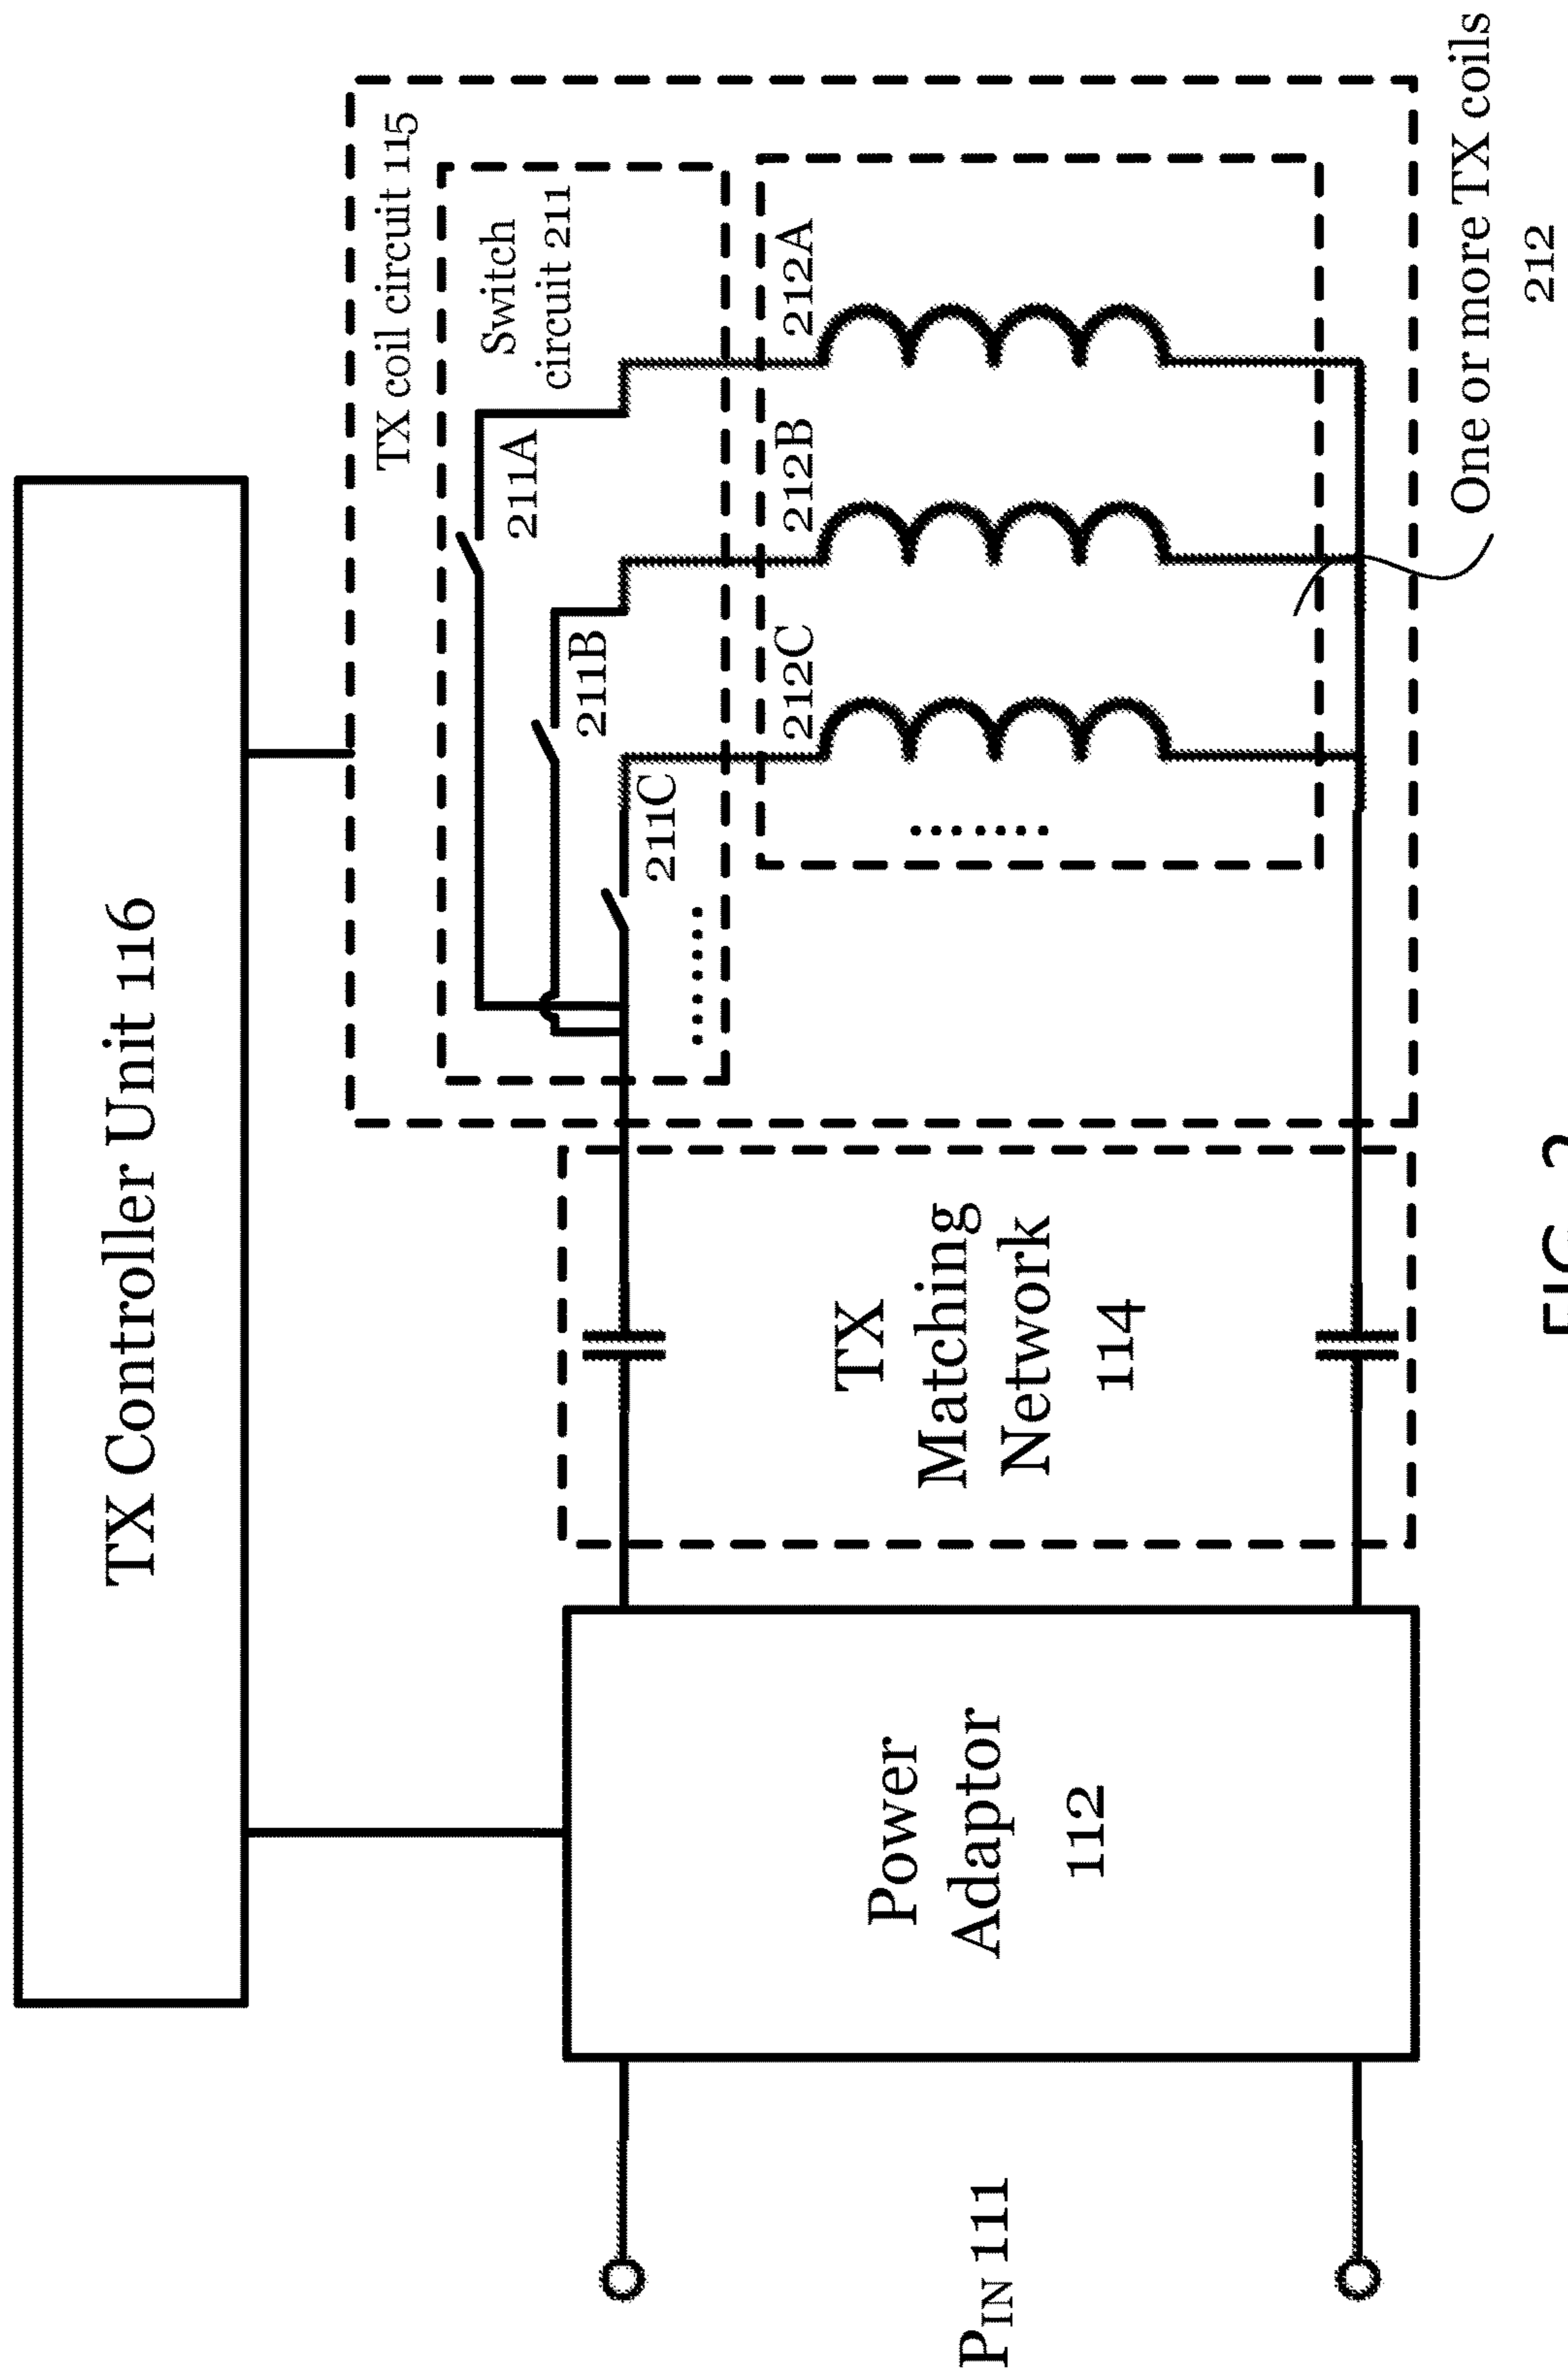 TX Controller Unit 116
TX coil circuit 115
Switch
circuit 211
211A
211B
211C
212A
212B
212C
P_IN 111
Power
Adaptor
112
TX
Matching
Network
114
One or more TX coils
212